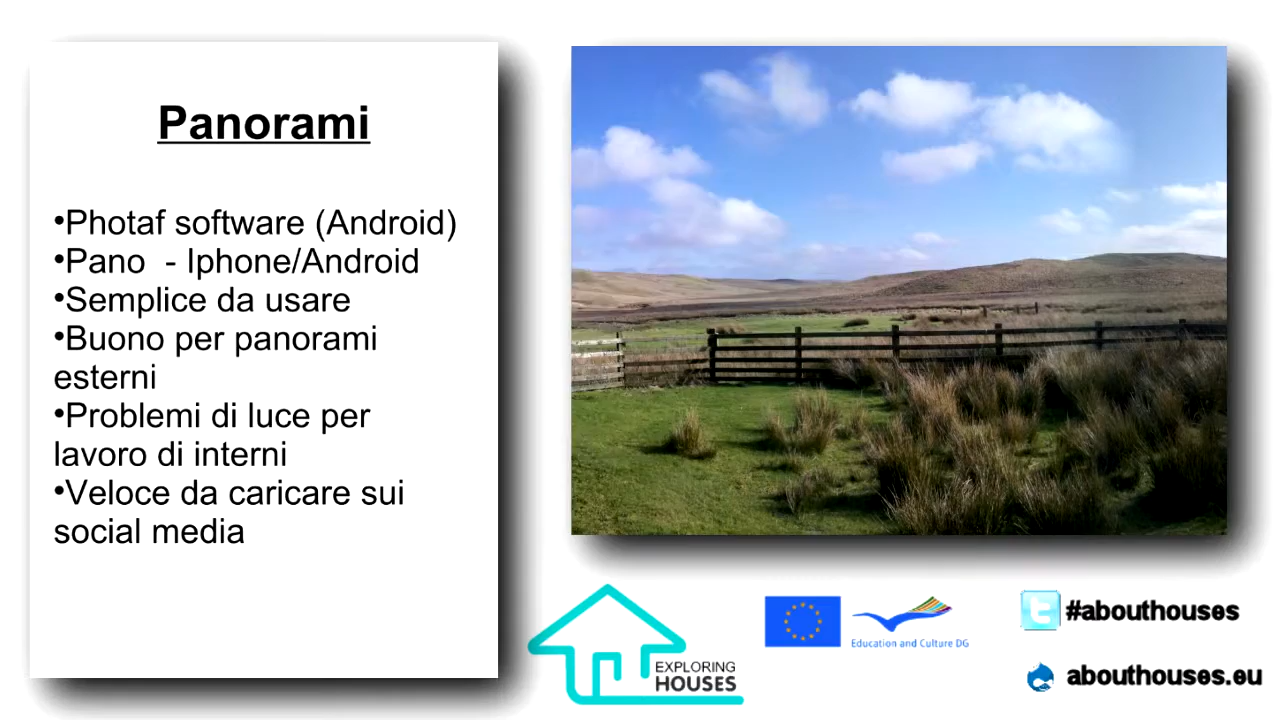 Panorami
•Photaf software (Android)
•Pano  - Iphone/Android
•Semplice da usare
•Buono per panorami
esterni
•Problemi di luce per
lavoro di interni
•Veloce da caricare sui
social media
EXPLORING
HOUSES
Education and Culture DG
#abouthouses
abouthouses.eu